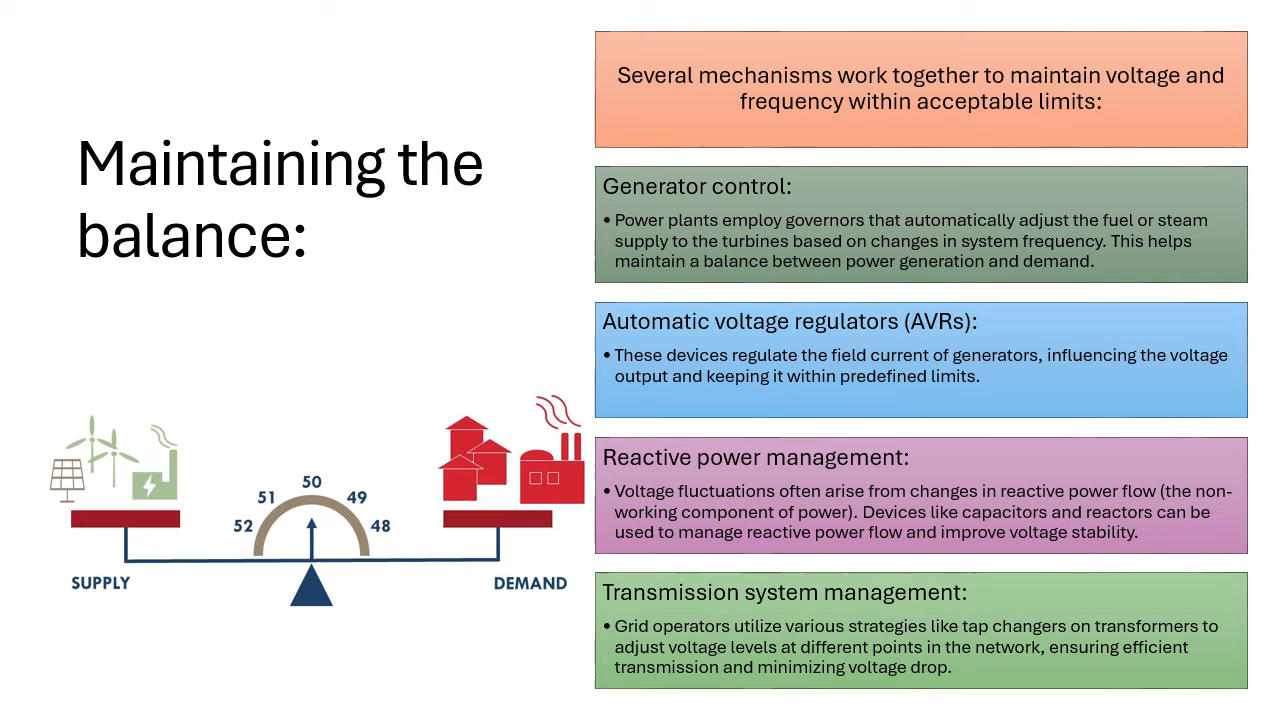 Maintaining the
balance:
50
51
49
52
48
SUPPLY
DEMAND
Several mechanisms work together to maintain voltage and
frequency within acceptable limits:
Generator control:
• Power plants employ governors that automatically adjust the fuel or steam
supply to the turbines based on changes in system frequency. This helps
maintain a balance between power generation and demand.
Automatic voltage regulators (AVRs):
• These devices regulate the field current of generators, influencing the voltage
output and keeping it within predefined limits.
Reactive power management:
• Voltage fluctuations often arise from changes in reactive power flow (the non-
working component of power). Devices like capacitors and reactors can be
used to manage reactive power flow and improve voltage stability.
Transmission system management:
• Grid operators utilize various strategies like tap changers on transformers to
adjust voltage levels at different points in the network, ensuring efficient
transmission and minimizing voltage drop.